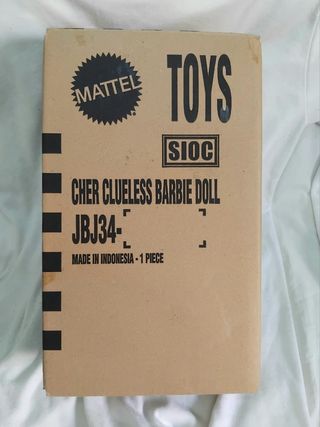 MATTEL
TOYS
SIOC
CHER CLUELESS BARBIE DOLL
JBJ34-
MADE IN INDONESIA - 1 PIECE